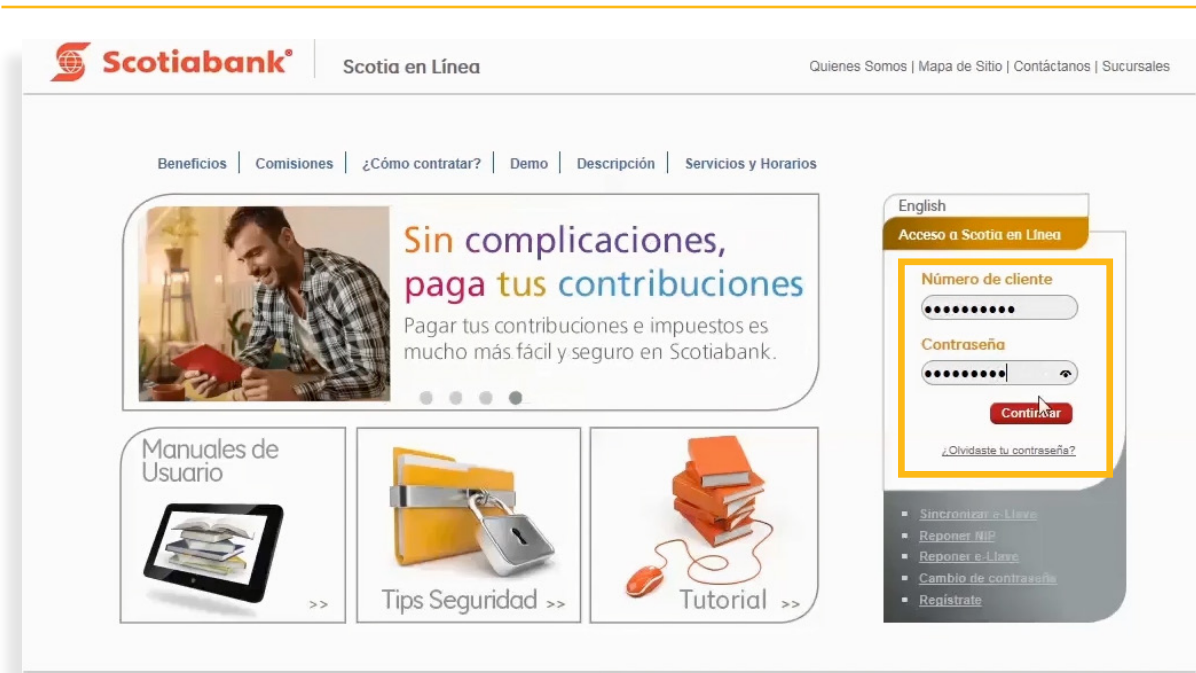 Scotiabank®
Scotia en Línea
Quienes Somos | Mapa de Sitio | Contáctanos | Sucursales
Beneficios | Comisiones | ¿Cómo contratar? | Demo | Descripción | Servicios y Horarios
Sin complicaciones,
paga tus contribuciones
Pagar tus contribuciones e impuestos es
mucho más fácil y seguro en Scotiabank.
English
Acceso a Scotia en Línea
Número de cliente
••••••••••
Contraseña
•••••••••
Continuar
¿Olvidaste tu contraseña?
Manuales de
Usuario
>>
Tips Seguridad >>
Tutorial >>
Sincronizar e-Llave
Reponer NIP
Reponer e-Llave
Cambio de contraseña
Regístrate